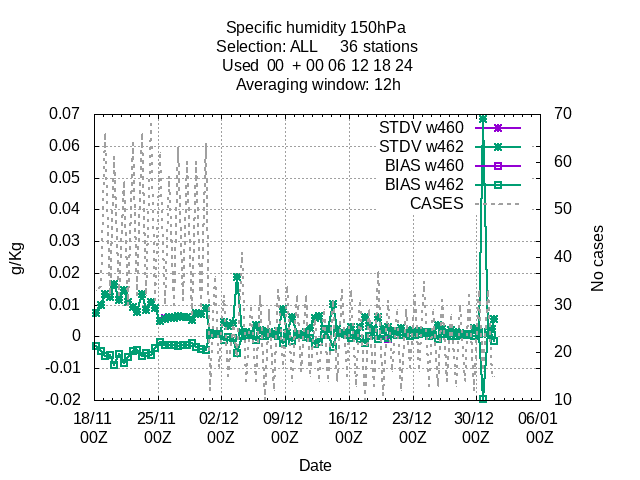 Specific humidity 150hPa
Selection: ALL     36 stations
Used  00  + 00 06 12 18 24
Averaging window: 12h
0.07
0.06
0.05
0.04
0.03
0.02
0.01
0
-0.01
-0.02
g/Kg
STDV w460
STDV w462
BIAS w460
BIAS w462
CASES
70
60
50
40
30
20
10
No cases
18/11 00Z
25/11 00Z
02/12 00Z
09/12 00Z
16/12 00Z
23/12 00Z
30/12 00Z
06/01 00Z
Date